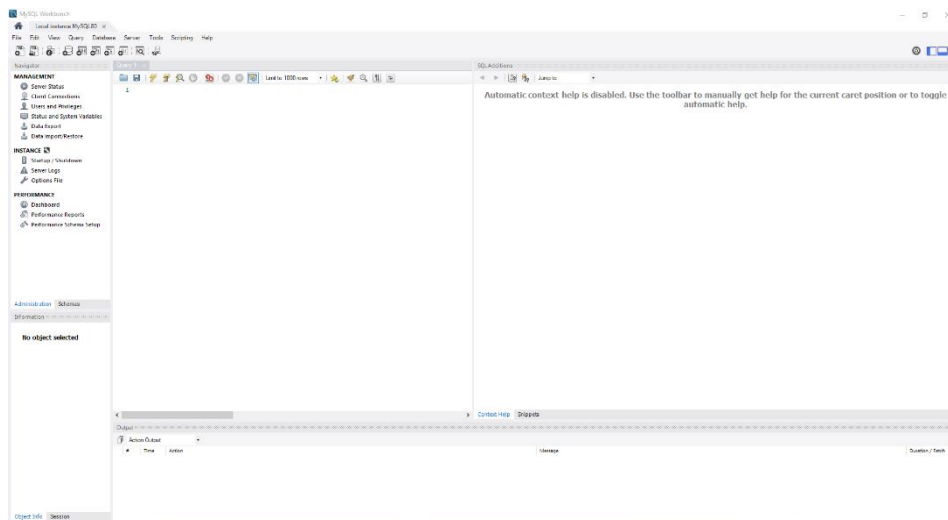 MySQL Workbench
Local instance MySQL80
File Edit View Query Database Server Tools Scripting Help
Navigator
MANAGEMENT
Server Status
Client Connections
Users and Privileges
Status and System Variables
Data Export
Data Import/Restore
INSTANCE
Startup / Shutdown
Server Logs
Options File
PERFORMANCE
Dashboard
Performance Reports
Performance Schema Setup
Administration Schemas
Information
No object selected
Object Info Session
Query 1
Limit to 1000 rows
1
SQL Additions
Jump to
Automatic context help is disabled. Use the toolbar to manually get help for the current caret position or to toggle
automatic help.
Context Help Snippets
Output
Action Output
# Time Action Message Duration / Fetch